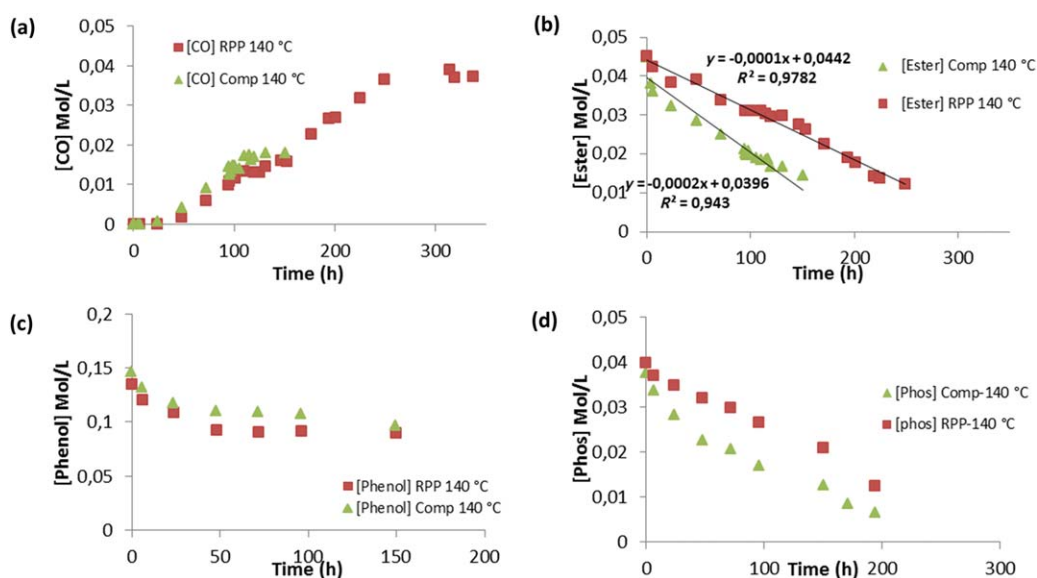 (a)
[CO] Mol/L
0,05
0,04
0,03
0,02
0,01
0
[CO] RPP 140 °C
[CO] Comp 140 °C
0
100
200
300
Time (h)
(b)
[Ester] Mol/L
0,05
0,04
0,03
0,02
0,01
0
y = -0,0001x + 0,0442
R² = 0,9782
[Ester] Comp 140 °C
[Ester] RPP 140 °C
y = -0,0002x + 0,0396
R² = 0,943
0
100
200
300
Time (h)
(c)
[Phenol] Mol/L
0,2
0,15
0,1
0,05
0
[Phenol] RPP 140 °C
[Phenol] Comp 140 °C
0
50
100
150
200
Time (h)
(d)
[Phos] Mol/L
0,05
0,04
0,03
0,02
0,01
0
[Phos] Comp-140 °C
[phos] RPP-140 °C
0
100
200
300
Time (h)